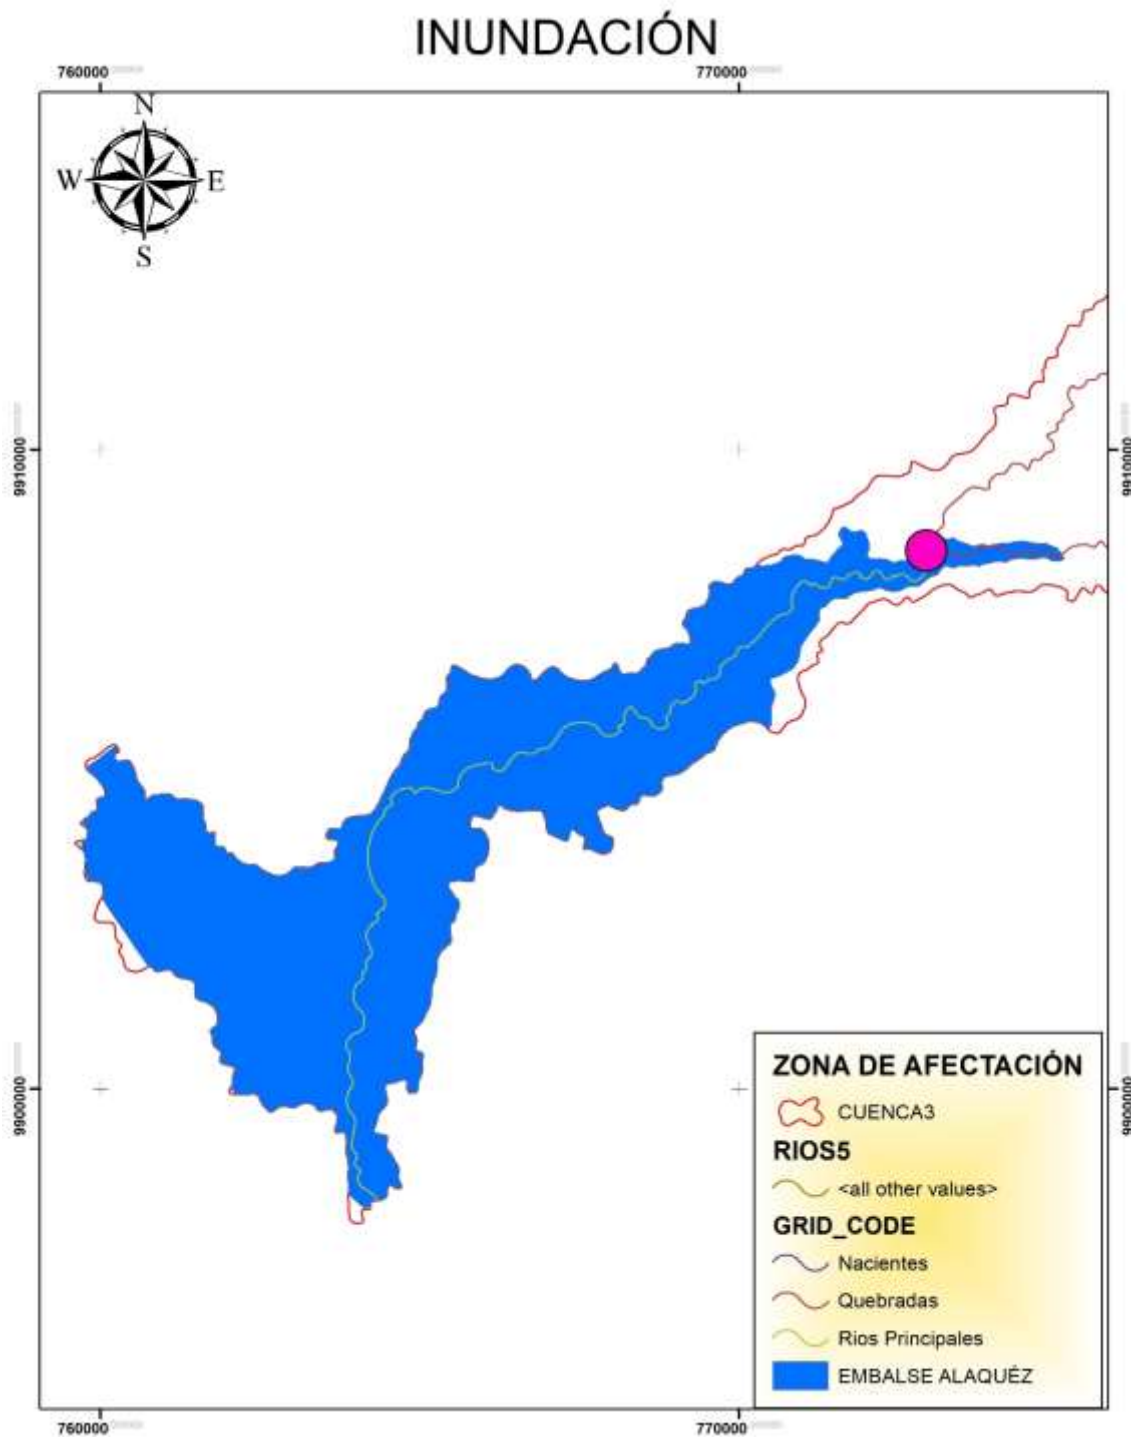 INUNDACIÓN
760000
770000
N
W E
S
9910000
9910000
9900000
9900000
ZONA DE AFECTACIÓN
CUENCA3
RIOS5
<all other values>
GRID_CODE
Nacientes
Quebradas
Rios Principales
EMBALSE ALAQUÉZ
760000
770000